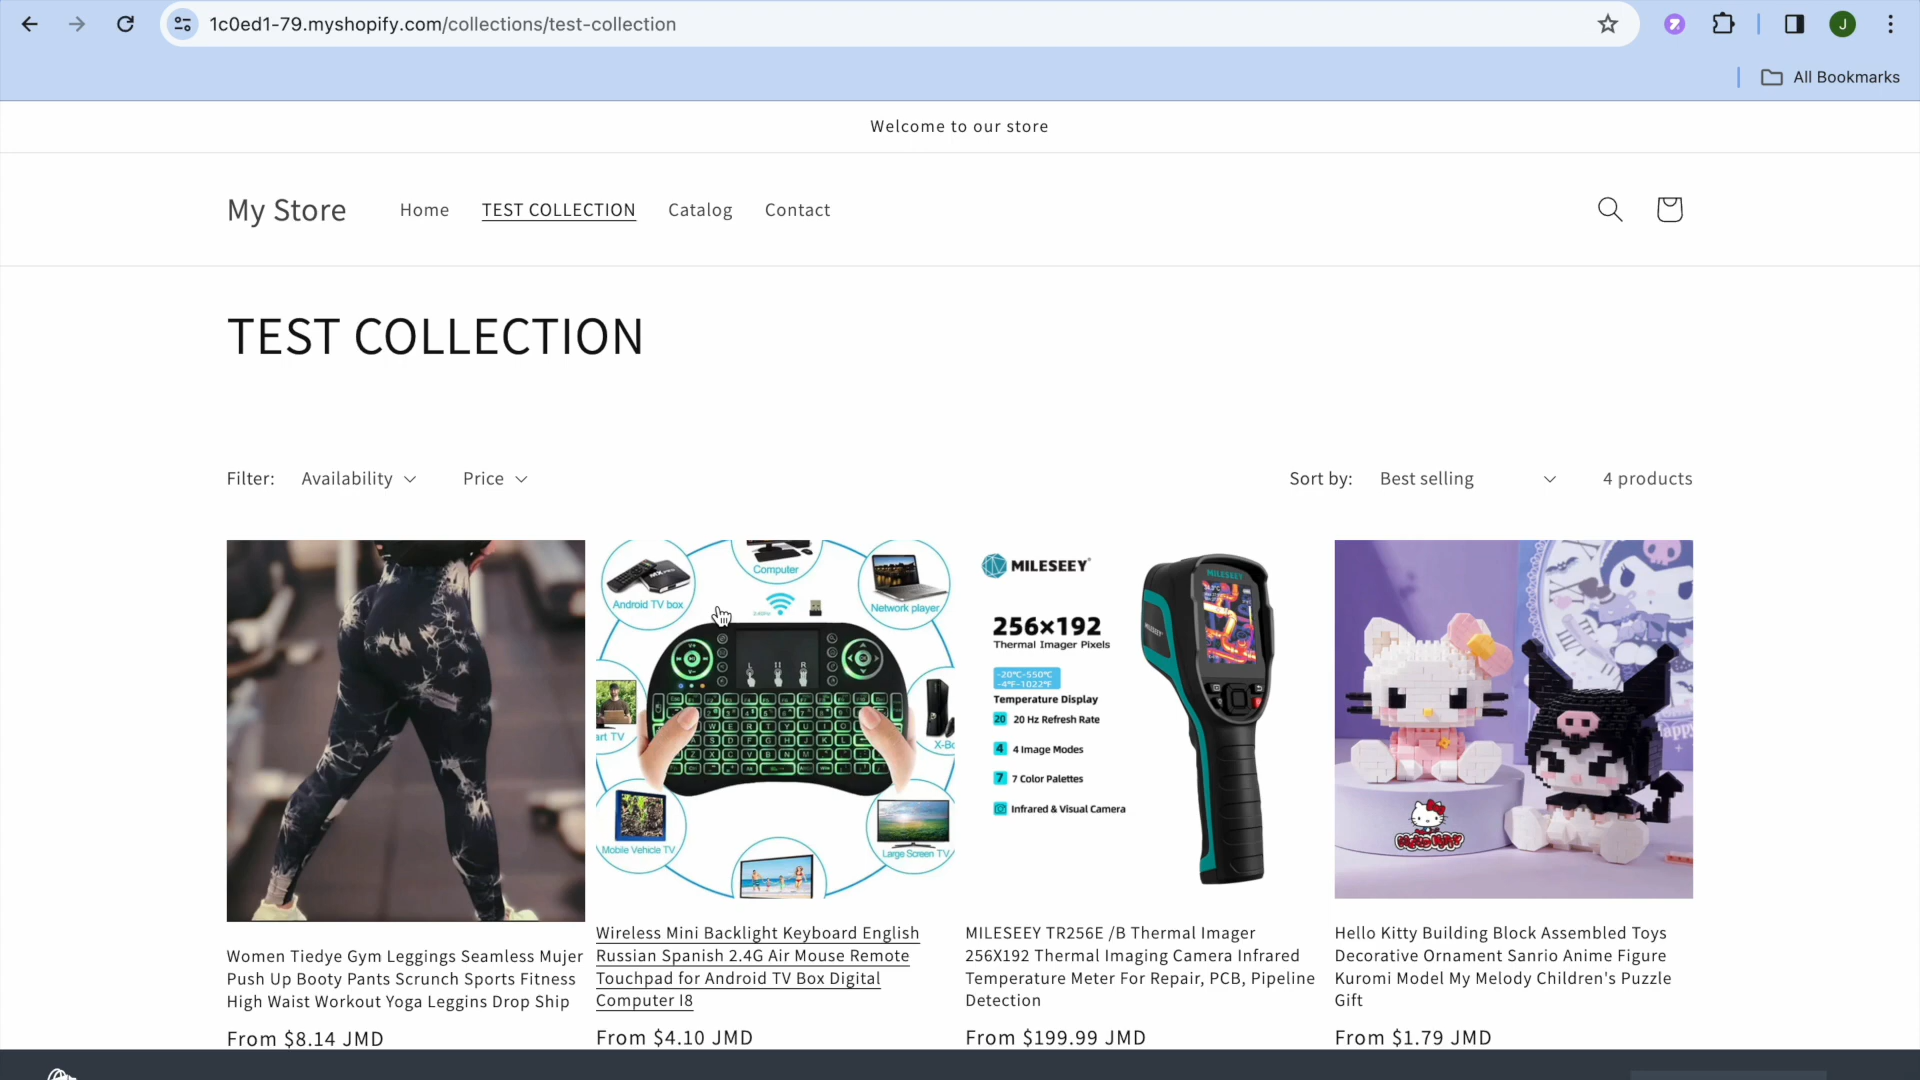 1c0ed1-79.myshopify.com/collections/test-collection
J
All Bookmarks
Welcome to our store
My Store
Home
TEST COLLECTION
Catalog
Contact
TEST COLLECTION
Filter:
Availability
Price
Sort by:
Best selling
4 products
Android TV box
Computer
Network player
art TV
X-Bo
Mobile Vehicle TV
Large Screen TV
L II R
MILESEEY
256×192
Thermal Imager Pixels
-20°C-550°C
-4°F-1022°F
Temperature Display
20 20 Hz Refresh Rate
4 4 Image Modes
7 7 Color Palettes
Infrared & Visual Camera
MILESEEY
Women Tiedye Gym Leggings Seamless Mujer
Push Up Booty Pants Scrunch Sports Fitness
High Waist Workout Yoga Leggins Drop Ship
From $8.14 JMD
Wireless Mini Backlight Keyboard English
Russian Spanish 2.4G Air Mouse Remote
Touchpad for Android TV Box Digital
Computer I8
From $4.10 JMD
MILESEEY TR256E /B Thermal Imager
256X192 Thermal Imaging Camera Infrared
Temperature Meter For Repair, PCB, Pipeline
Detection
From $199.99 JMD
Hello Kitty Building Block Assembled Toys
Decorative Ornament Sanrio Anime Figure
Kuromi Model My Melody Children's Puzzle
Gift
From $1.79 JMD